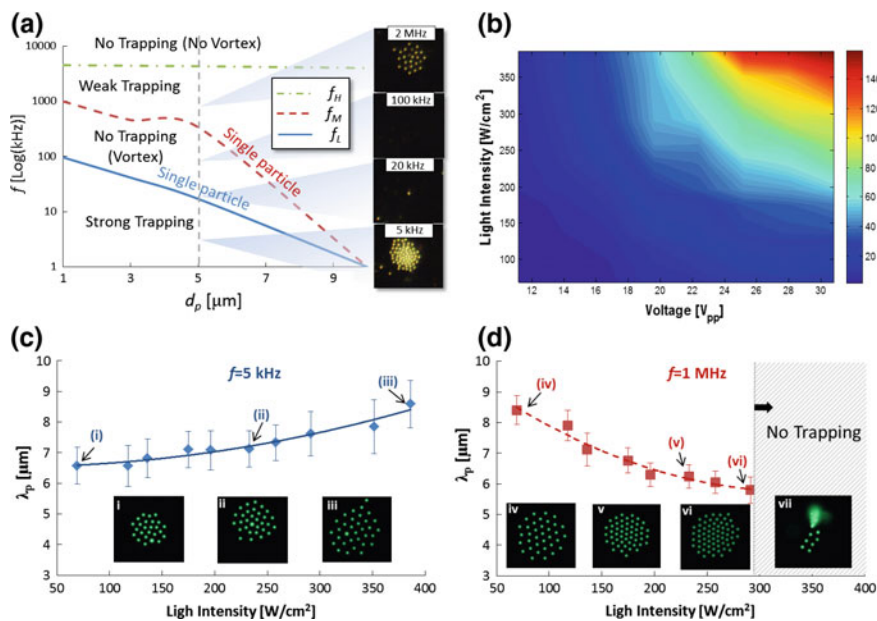 (a)
f [Log(kHz)]
10000
1000
100
10
1
No Trapping (No Vortex)
Weak Trapping
No Trapping
(Vortex)
Strong Trapping
Single particle
Single particle
f_H
f_M
f_L
2 MHz
100 kHz
20 kHz
5 kHz
1 3 5 7 9
d_p [μm]
(b)
Light Intensity [W/cm²]
350
300
250
200
150
100
12 14 16 18 20 22 24 26 28 30
Voltage [V_pp]
140
120
100
80
60
40
20
(c)
λ_p [μm]
10
9
8
7
6
5
4
3
f=5 kHz
(i)
(ii)
(iii)
i
ii
iii
50 100 150 200 250 300 350 400
Ligh Intensity [W/cm²]
(d)
λ_p [μm]
10
9
8
7
6
5
4
3
f=1 MHz
(iv)
(v)
(vi)
No Trapping
iv
v
vi
vii
50 100 150 200 250 300 350 400
Ligh Intensity [W/cm²]